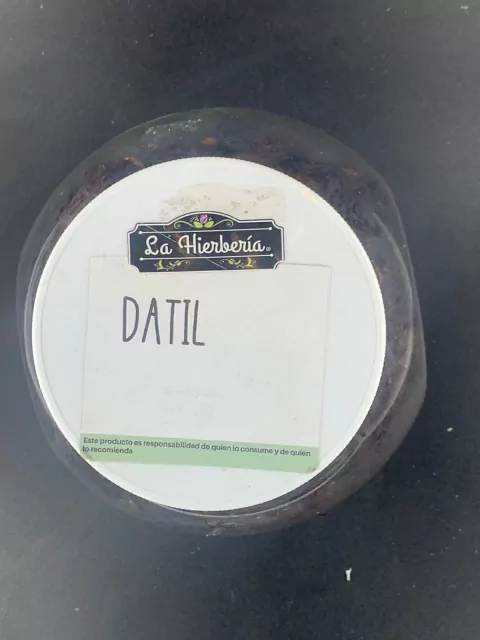 La Hierbería®
DATIL
Este producto es responsabilidad de quien lo consume y de quien
lo recomienda